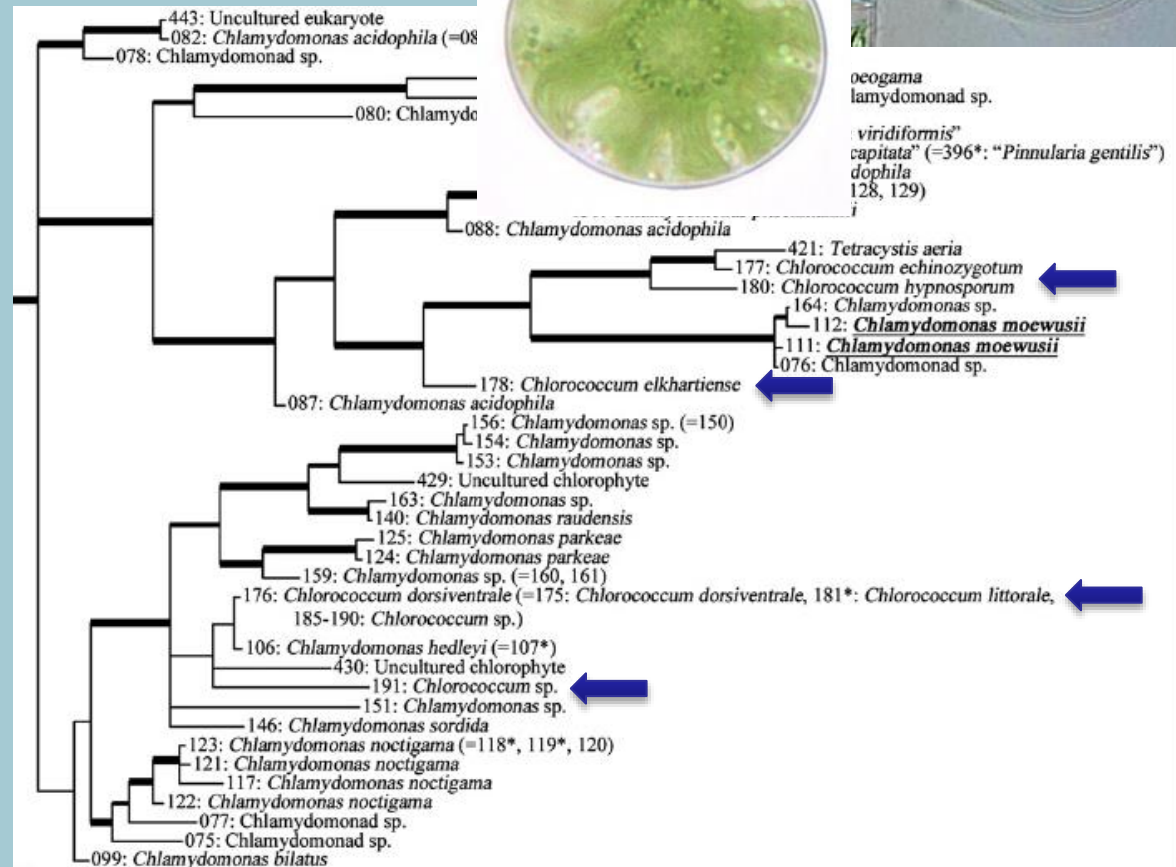 443: Uncultured eukaryote
082: Chlamydomonas acidophila (=08
078: Chlamydomonad sp.
oeogama
lamydomonad sp.
080: Chlamydo
viridiformis”
capitata” (=396*: “Pinnularia gentilis”)
dophila
128, 129)
088: Chlamydomonas acidophila
421: Tetracystis aeria
177: Chlorococcum echinozygotum
180: Chlorococcum hypnosporum
164: Chlamydomonas sp.
112: Chlamydomonas moewusii
111: Chlamydomonas moewusii
076: Chlamydomonad sp.
178: Chlorococcum elkhartiense
087: Chlamydomonas acidophila
156: Chlamydomonas sp. (=150)
154: Chlamydomonas sp.
153: Chlamydomonas sp.
429: Uncultured chlorophyte
163: Chlamydomonas sp.
140: Chlamydomonas raudensis
125: Chlamydomonas parkeae
124: Chlamydomonas parkeae
159: Chlamydomonas sp. (=160, 161)
176: Chlorococcum dorsiventrale (=175: Chlorococcum dorsiventrale, 181*: Chlorococcum littorale,
185-190: Chlorococcum sp.)
106: Chlamydomonas hedleyi (=107*)
430: Uncultured chlorophyte
191: Chlorococcum sp.
151: Chlamydomonas sp.
146: Chlamydomonas sordida
123: Chlamydomonas noctigama (=118*, 119*, 120)
121: Chlamydomonas noctigama
117: Chlamydomonas noctigama
122: Chlamydomonas noctigama
077: Chlamydomonad sp.
075: Chlamydomonad sp.
099: Chlamydomonas bilatus